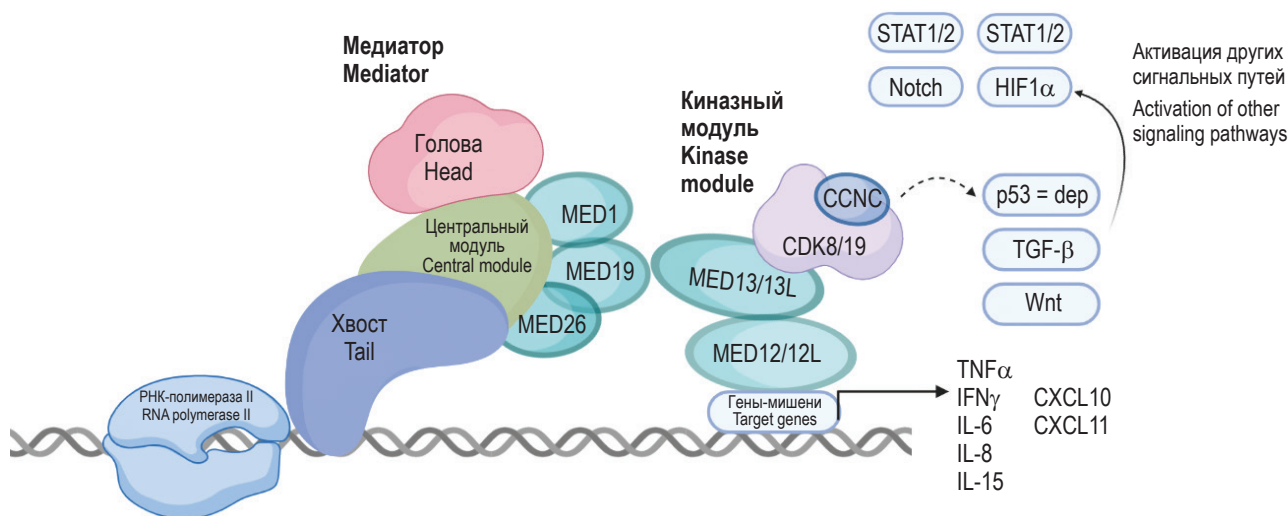 Медиатор
Mediator
Голова
Head
Центральный
модуль
Central module
Хвост
Tail
MED1
MED19
MED26
РНК-полимераза II
RNA polymerase II
Киназный
модуль
Kinase
module
CCNC
CDK8/19
MED13/13L
MED12/12L
Гены-мишени
Target genes
STAT1/2
STAT1/2
Notch
HIF1α
Активация других
сигнальных путей
Activation of other
signaling pathways
p53 = dep
TGF-β
Wnt
TNFα
IFNγ CXCL10
IL-6 CXCL11
IL-8
IL-15